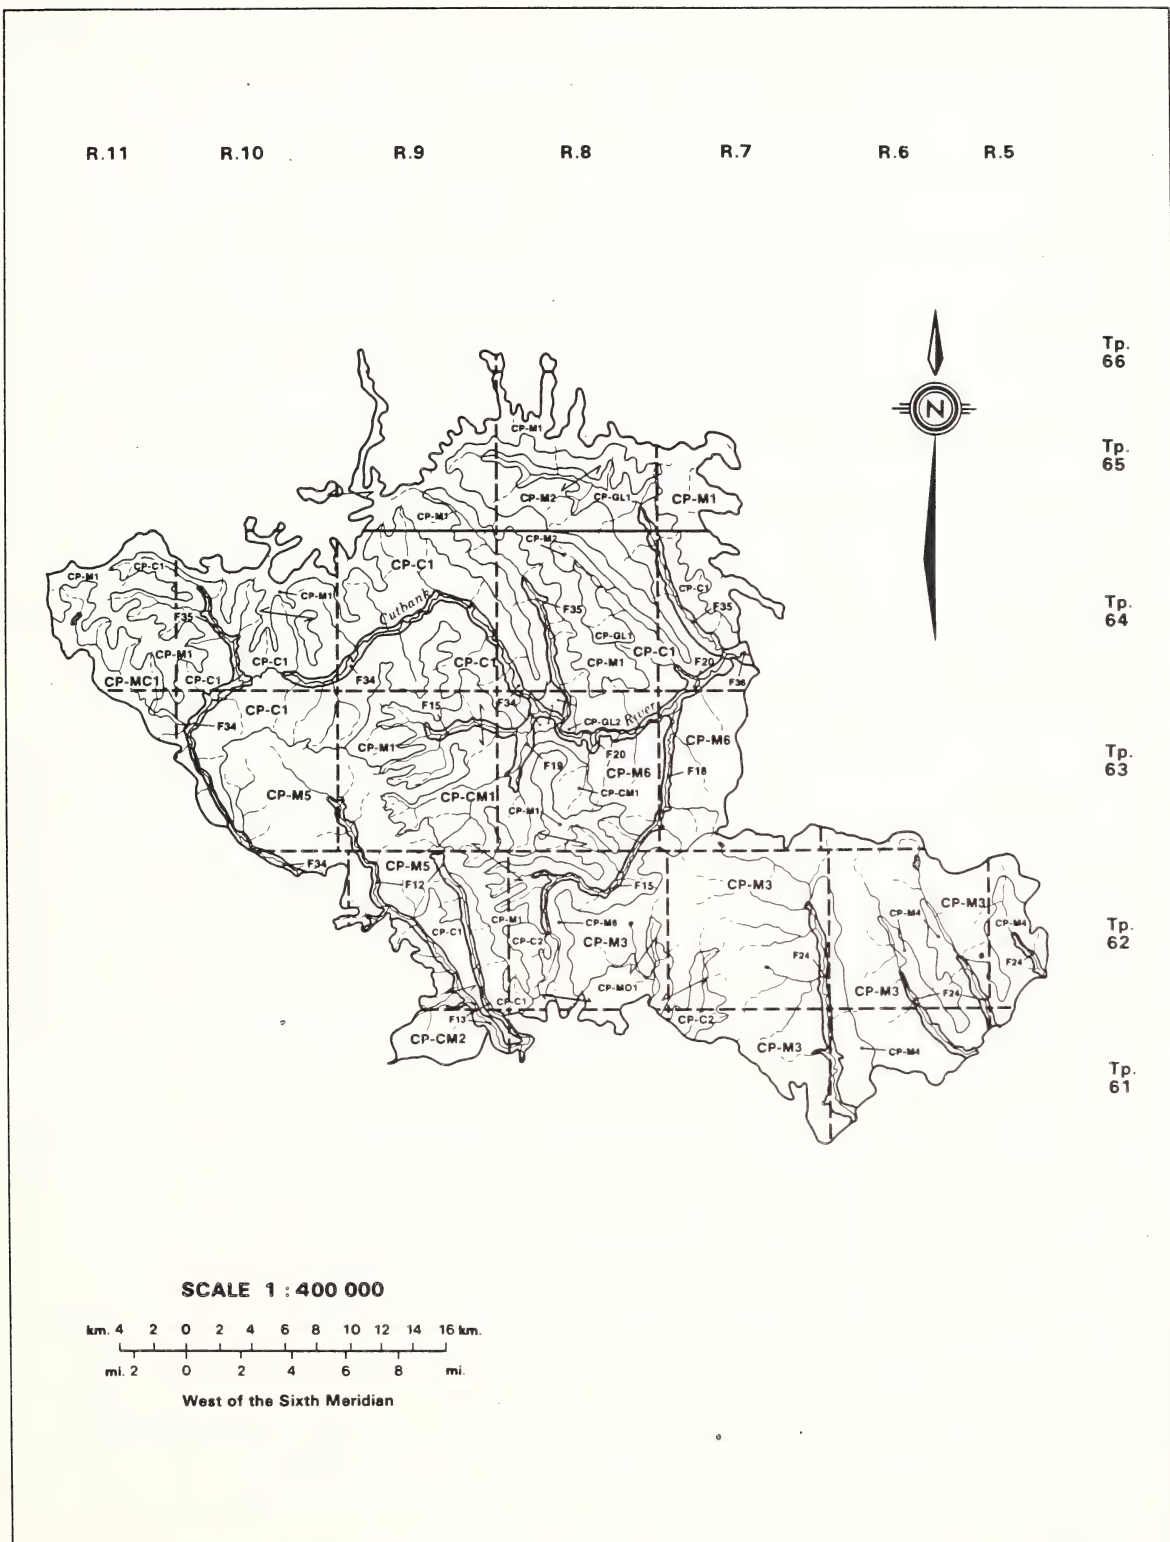 R.11 R.10 R.9 R.8 R.7 R.6 R.5
Tp.
66
N
CP-M1
Tp.
65
CP-M2 CP-GL1 CP-M1
CP-M1
CP-M2
CP-C1
CP-M1 CP-C1
CP-M1 CP-C1
Cutbank
F35 F35 F35
Tp.
64
CP-GL1
CP-M1 CP-C1 CP-M1 CP-C1
CP-C1 F34 F20
CP-MC1 CP-C1 F36
CP-C1 F15 F34
CP-GL2 River
F34
CP-M1 F20 CP-M6
F19 CP-M6 F18
Tp.
63
CP-M5 CP-CM1 CP-CM1
CP-M1
F34 CP-M5
F12 F15 CP-M3
CP-M3
CP-M1 CP-M6 CP-M4 CP-M4
Tp.
62
CP-C1 CP-C2 CP-M3
F24 F24
CP-MO1
CP-C1 CP-M3 F24
F13 CP-C2
CP-CM2 CP-M3 CP-M4
Tp.
61
SCALE 1 : 400 000
km. 4 2 0 2 4 6 8 10 12 14 16 km.
mi. 2 0 2 4 6 8 mi.
West of the Sixth Meridian